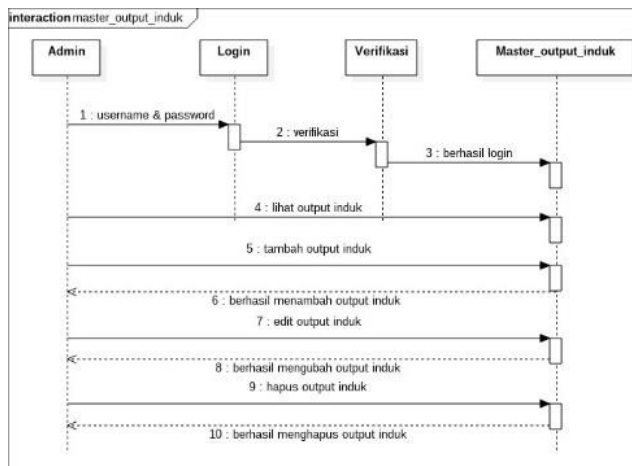 interaction master_output_induk
Admin
Login
Verifikasi
Master_output_induk
1 : username & password
2 : verifikasi
3 : berhasil login
4 : lihat output induk
5 : tambah output induk
6 : berhasil menambah output induk
7 : edit output induk
8 : berhasil mengubah output induk
9 : hapus output induk
10 : berhasil menghapus output induk